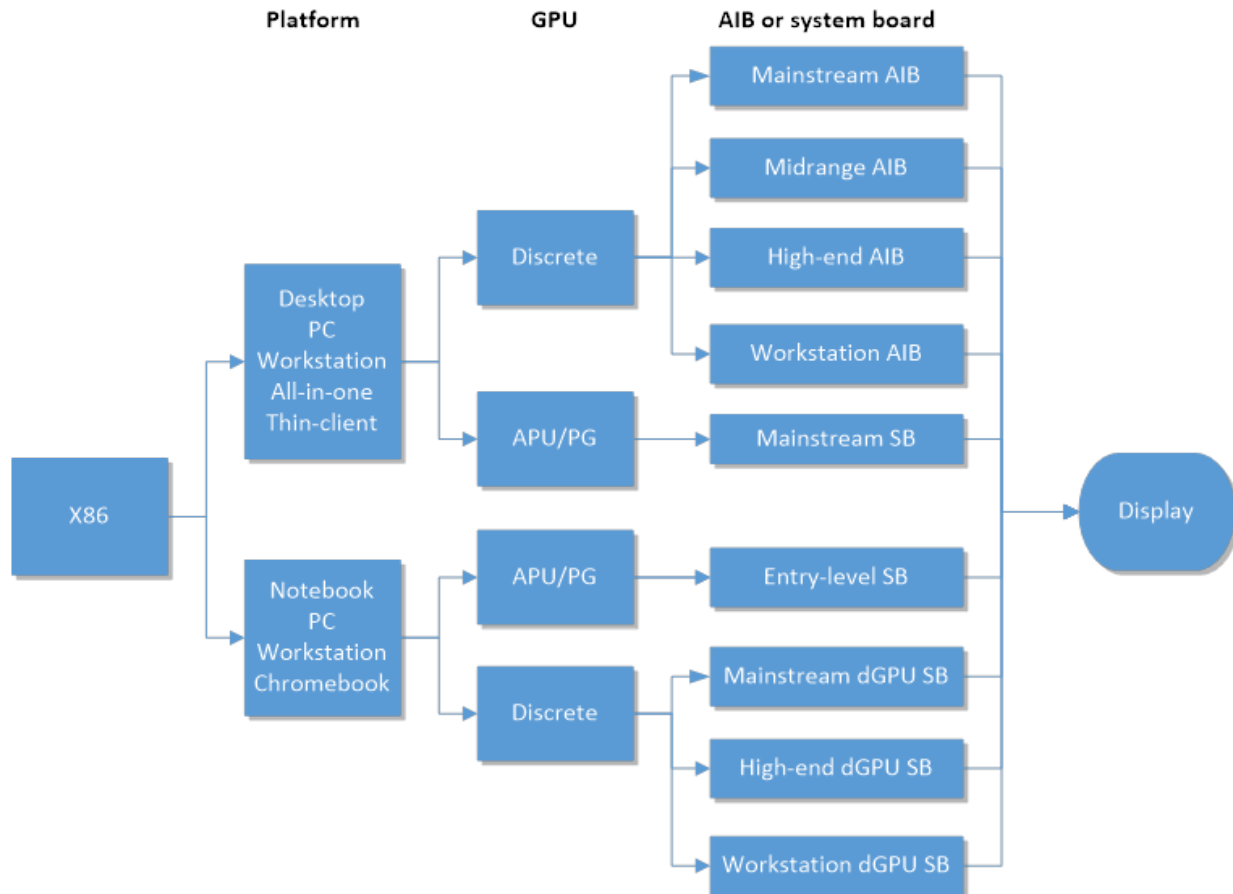 Platform
GPU
AIB or system board
Mainstream AIB
Midrange AIB
Discrete
High-end AIB
Desktop
PC
Workstation
All-in-one
Thin-client
Workstation AIB
APU/PG
Mainstream SB
X86
Display
Notebook
PC
Workstation
Chromebook
APU/PG
Entry-level SB
Discrete
Mainstream dGPU SB
High-end dGPU SB
Workstation dGPU SB